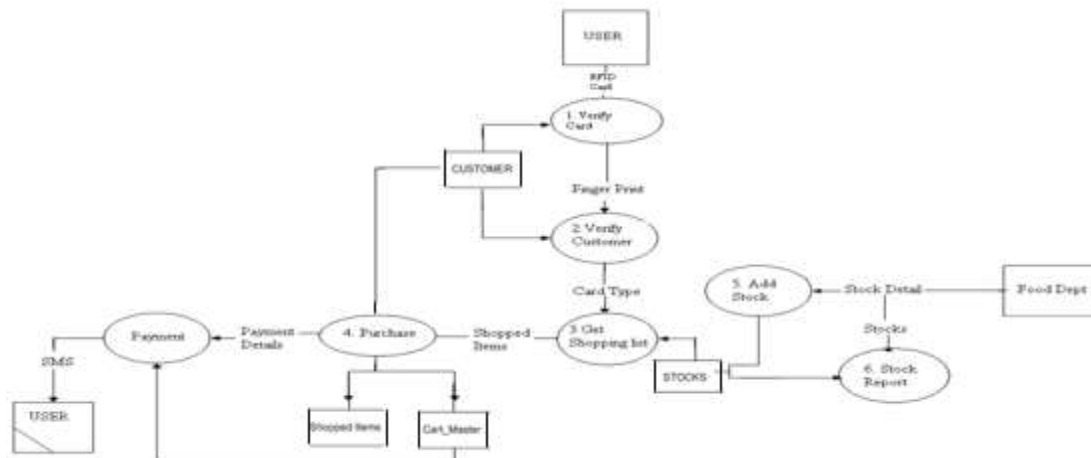 USER
RFID
Card
1. Verify
Card
CUSTOMER
Finger Print
2. Verify
Customer
Card Type
5. Add
Stock
Stock Detail
Food Dept
Stocks
Payment
Payment
Details
4. Purchase
Shopped
Items
3 Get
Shopping list
STOCKS
6. Stock
Report
SMS
USER
Shopped Items
Cart_Master